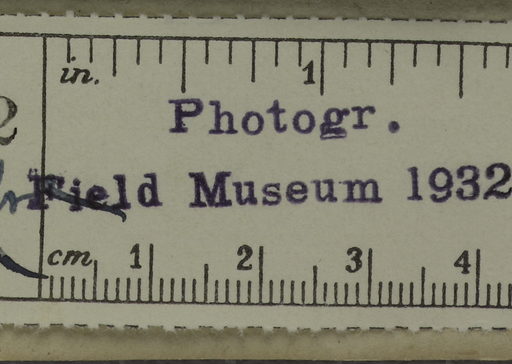 in. 1
Photogr.
Field Museum 1932
cm 1 2 3 4